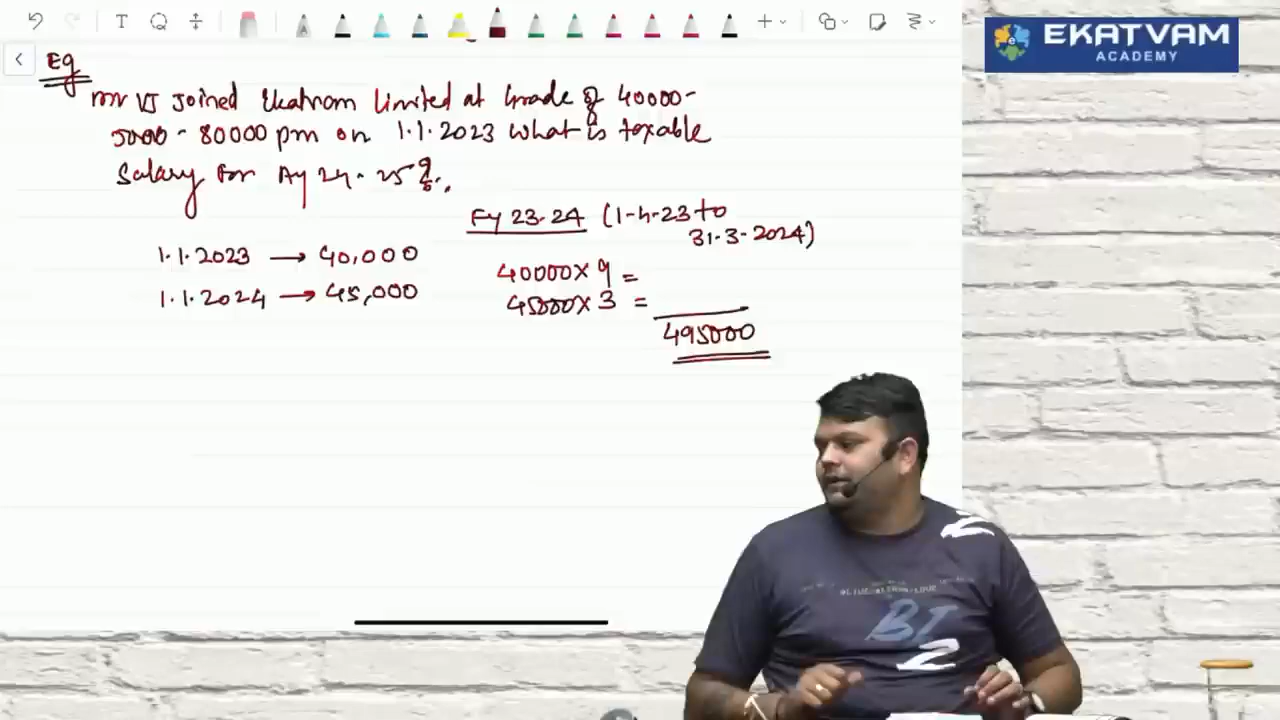 EKATVAM
ACADEMY
Eg
Mr VJ Joined Ekatvam Limited at Grade of 40000-
5000 - 80000 pm on 1.1.2023 what is taxable
Salary for Ay 24-25 ?
Fy 23-24 (1-4-23 to
31-3-2024)
1.1.2023 → 40,000
1.1.2024 → 45,000
40000 x 9 =
45000 x 3 =
495000